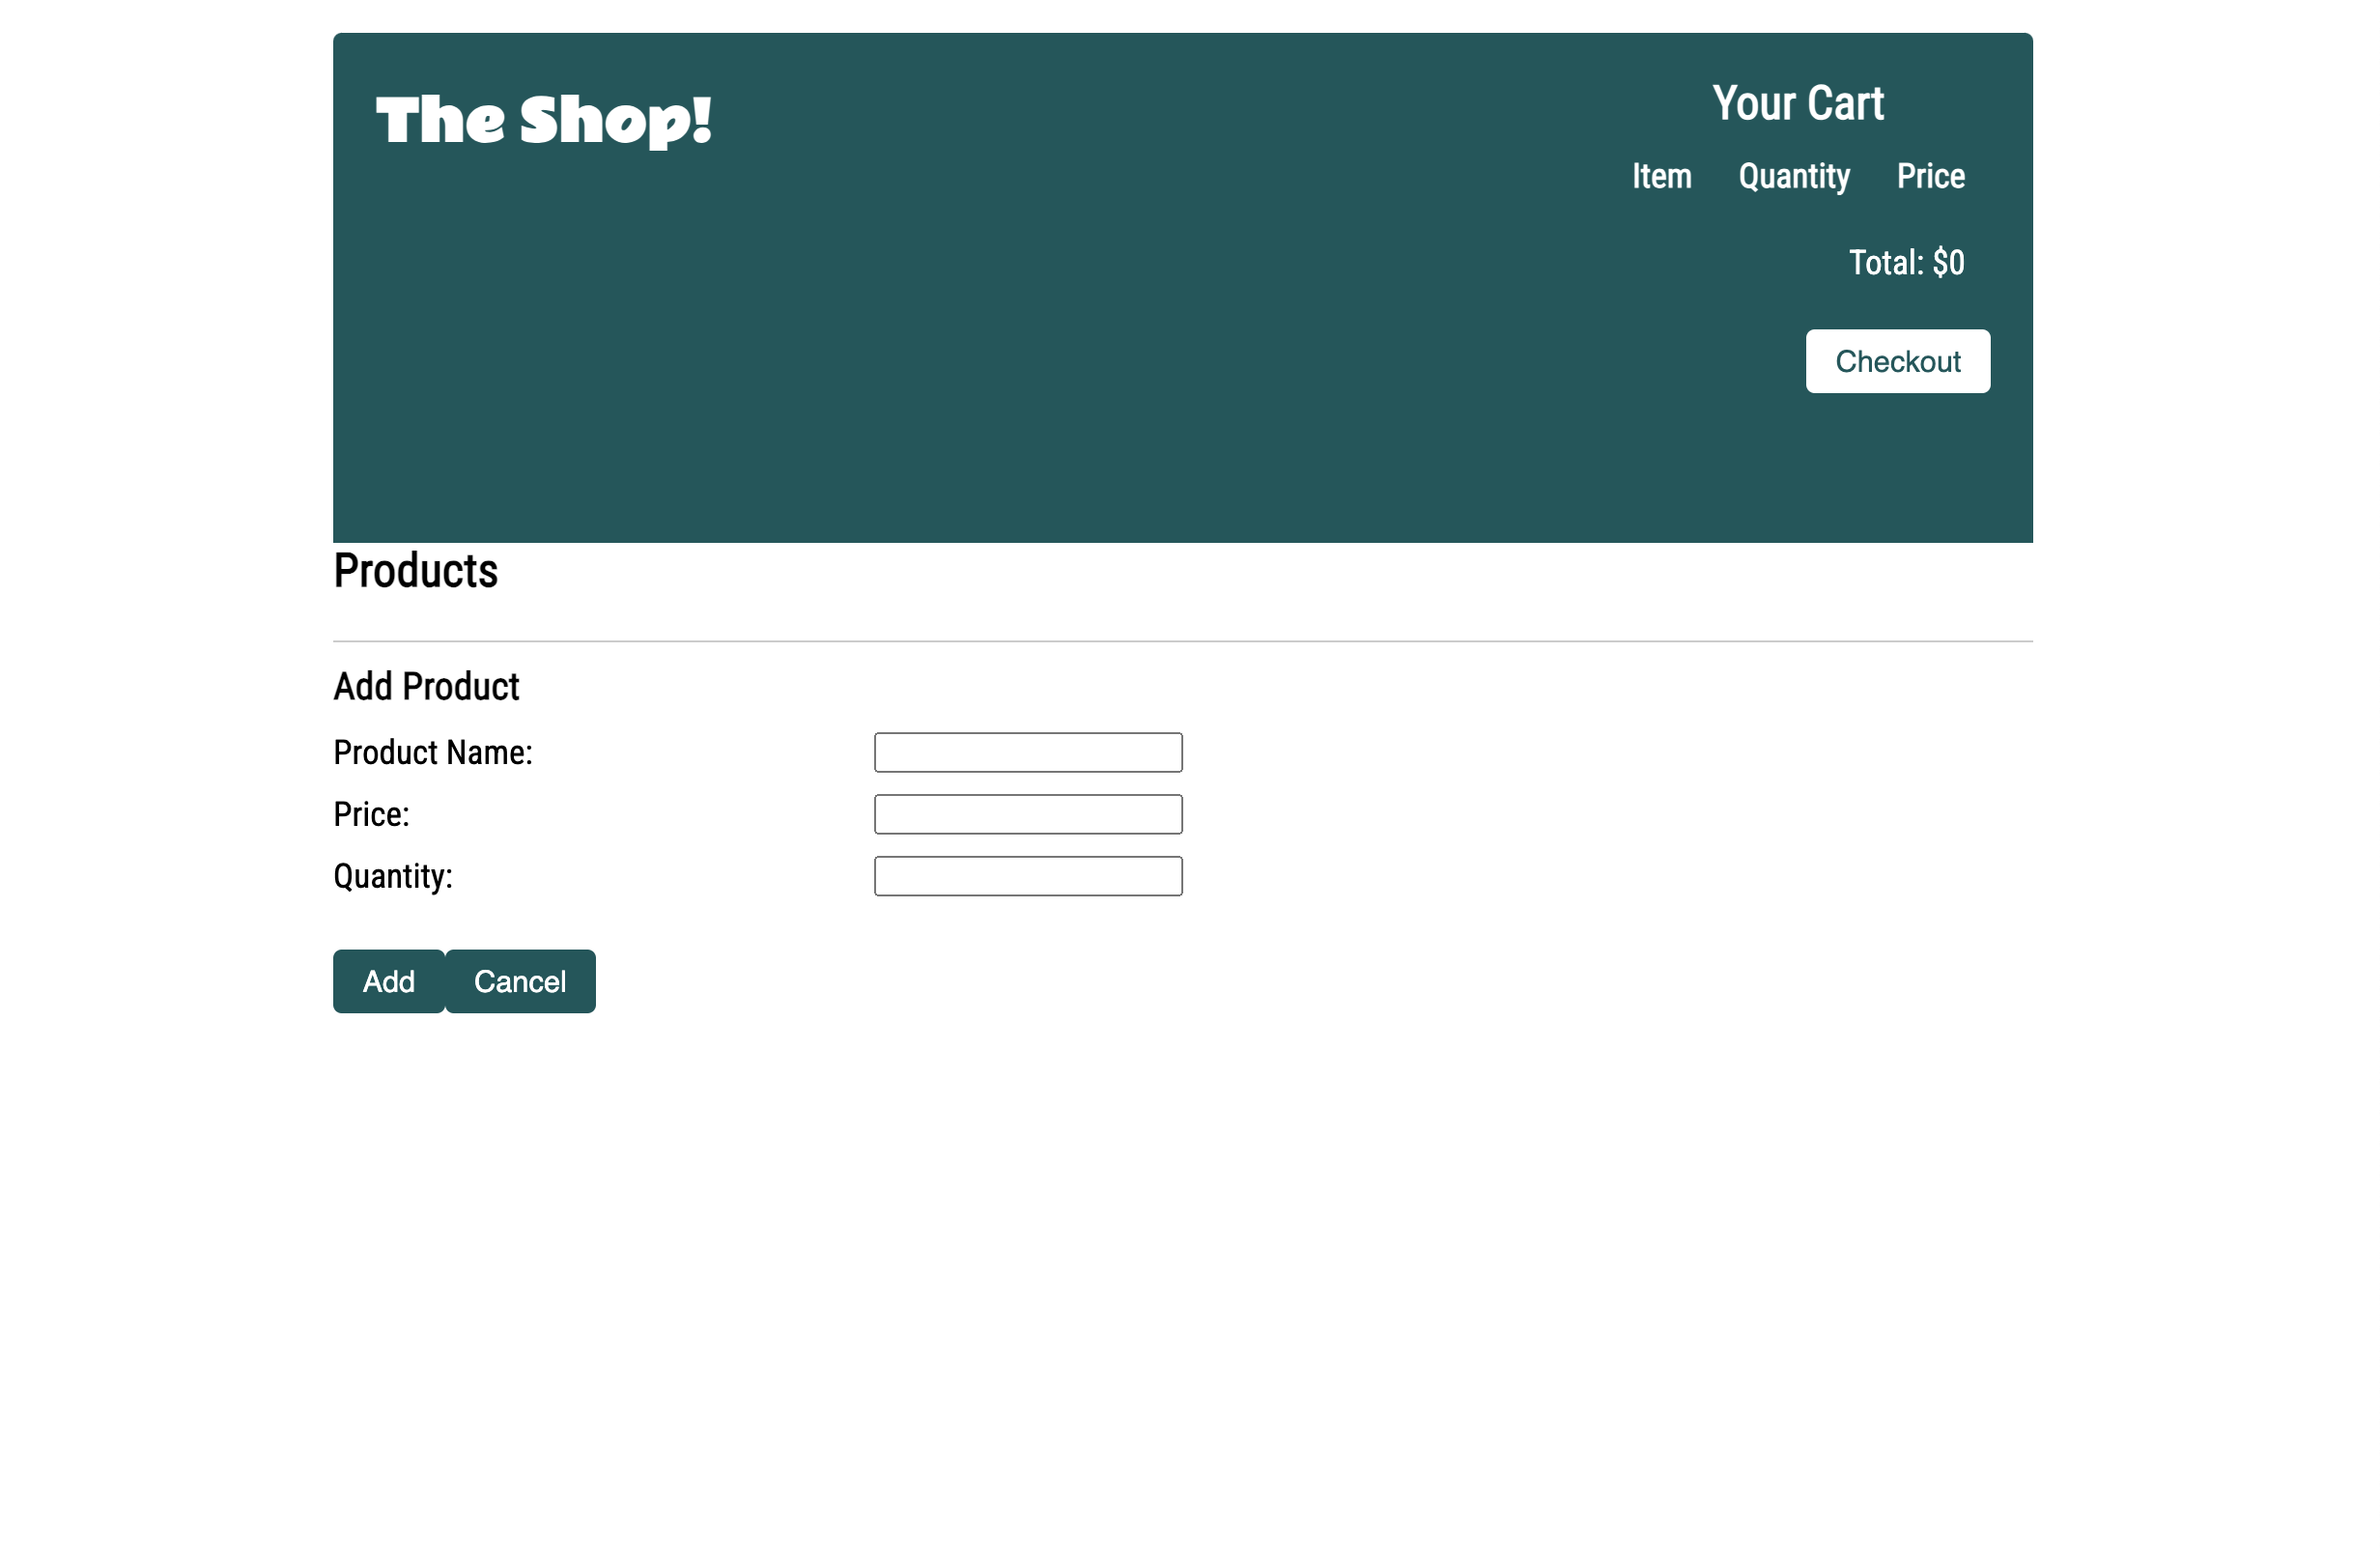 The Shop!
Your Cart
Item Quantity Price
Total: $0
Checkout
Products
Add Product
Product Name:
Price:
Quantity:
Add Cancel